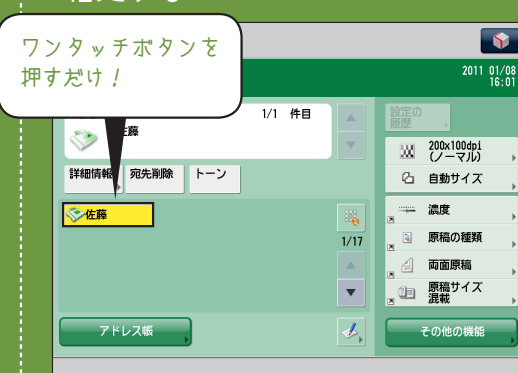 ワンタッチボタンを
押すだけ!
2011 01/08
16:01
1/1 件目
佐藤
設定の
履歴
200x100dpi
(ノーマル)
詳細情報
宛先削除
トーン
自動サイズ
佐藤
濃度
1/17
原稿の種類
両面原稿
原稿サイズ
混載
アドレス帳
その他の機能